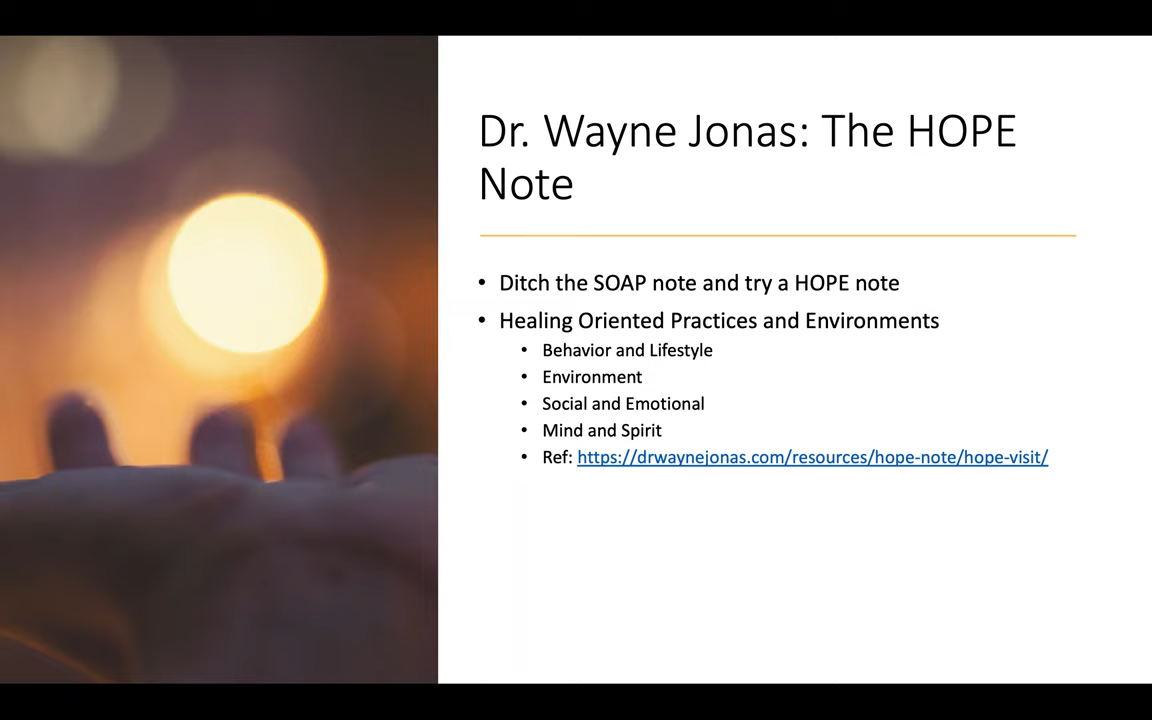 Dr. Wayne Jonas: The HOPE
Note
• Ditch the SOAP note and try a HOPE note
• Healing Oriented Practices and Environments
• Behavior and Lifestyle
• Environment
• Social and Emotional
• Mind and Spirit
• Ref: https://drwaynejonas.com/resources/hope-note/hope-visit/